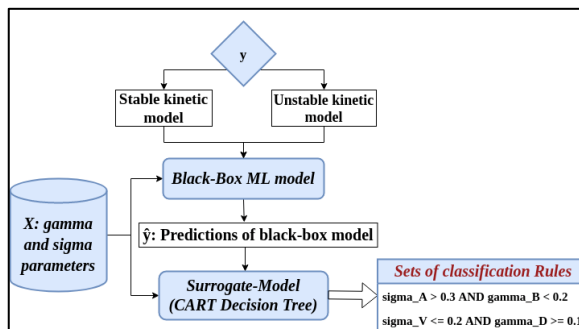 y
Stable kinetic
model
Unstable kinetic
model
Black-Box ML model
X: gamma
and sigma
parameters
ŷ: Predictions of black-box model
Surrogate-Model
(CART Decision Tree)
Sets of classification Rules
sigma_A > 0.3 AND gamma_B < 0.2
sigma_V <= 0.2 AND gamma_D >= 0.1